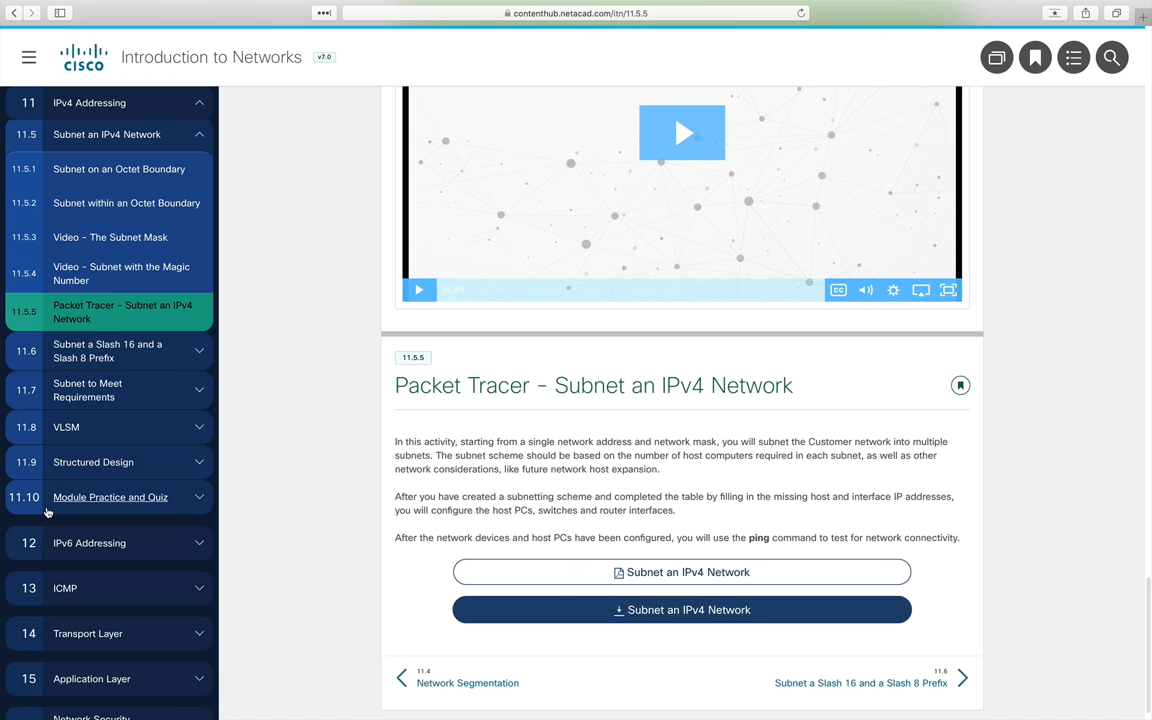 contenthub.netacad.com/itn/11.5.5
CISCO
Introduction to Networks
v7.0
11 IPv4 Addressing
11.5 Subnet an IPv4 Network
11.5.1 Subnet on an Octet Boundary
11.5.2 Subnet within an Octet Boundary
11.5.3 Video - The Subnet Mask
11.5.4 Video - Subnet with the Magic
Number
11.5.5 Packet Tracer - Subnet an IPv4
Network
11.6 Subnet a Slash 16 and a
Slash 8 Prefix
11.7 Subnet to Meet
Requirements
11.8 VLSM
11.9 Structured Design
11.10 Module Practice and Quiz
12 IPv6 Addressing
13 ICMP
14 Transport Layer
15 Application Layer
Network Security
CC
11.5.5
Packet Tracer - Subnet an IPv4 Network
In this activity, starting from a single network address and network mask, you will subnet the Customer network into multiple
subnets. The subnet scheme should be based on the number of host computers required in each subnet, as well as other
network considerations, like future network host expansion.
After you have created a subnetting scheme and completed the table by filling in the missing host and interface IP addresses,
you will configure the host PCs, switches and router interfaces.
After the network devices and host PCs have been configured, you will use the ping command to test for network connectivity.
Subnet an IPv4 Network
Subnet an IPv4 Network
11.4
Network Segmentation
11.6
Subnet a Slash 16 and a Slash 8 Prefix